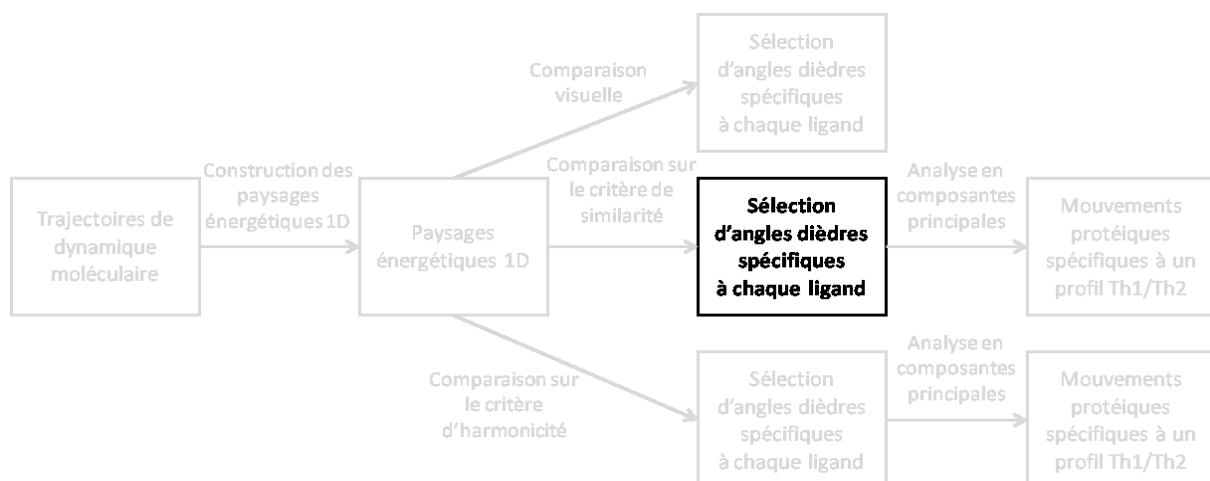 Sélection
d'angles dièdres
spécifiques
à chaque ligand
Comparaison
visuelle
Trajectoires de
dynamique
moléculaire
Construction des
paysages
énergétiques 1D
Paysages
énergétiques 1D
Comparaison sur
le critère de
similarité
Sélection
d'angles dièdres
spécifiques
à chaque ligand
Analyse en
composantes
principales
Mouvements
protéiques
spécifiques à un
profil Th1/Th2
Comparaison sur
le critère
d'harmonicité
Sélection
d'angles dièdres
spécifiques
à chaque ligand
Analyse en
composantes
principales
Mouvements
protéiques
spécifiques à un
profil Th1/Th2